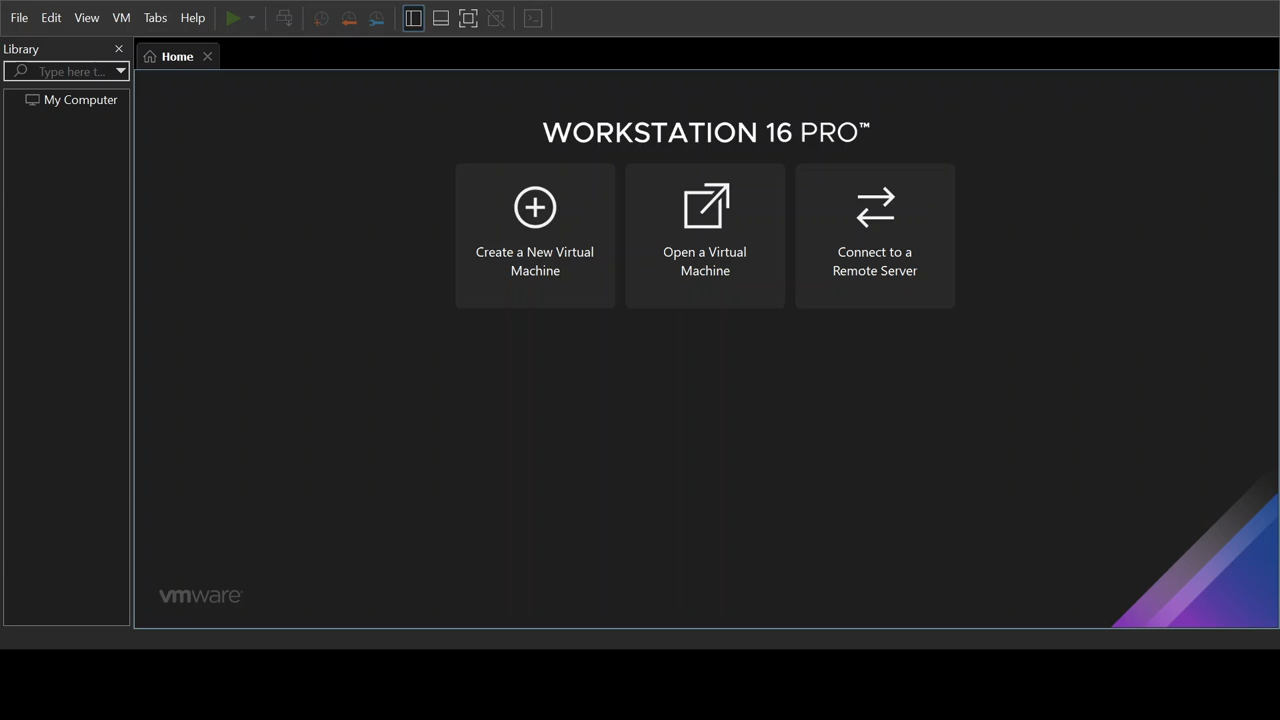 File Edit View VM Tabs Help
Library
Home
Type here t...
My Computer
WORKSTATION 16 PRO™
Create a New Virtual
Machine
Open a Virtual
Machine
Connect to a
Remote Server
vmware